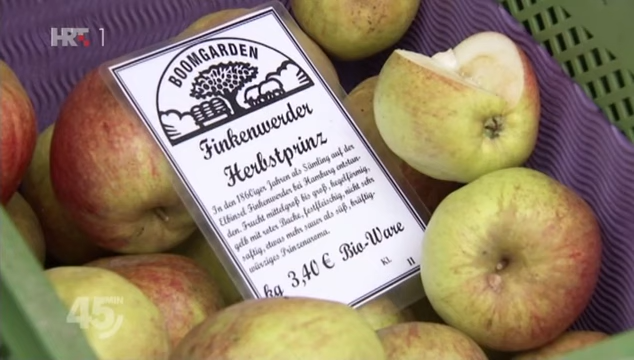 HRT 1
BOOMGARDEN
Finkenwerder
Herbstprinz
In den 1860iger Jahren als Sämling auf der
Elbinsel Finkenwerder bei Hamburg entstan-
den. Frucht mittelgroß bis groß, kegelförmig,
gelb mit roter Backe, festfleischig, nicht sehr
saftig, etwas mehr sauer als süß, kräftig-
würziges Prinzenaroma.
kg 3,40 € Bio-Ware
KL II
45 MIN